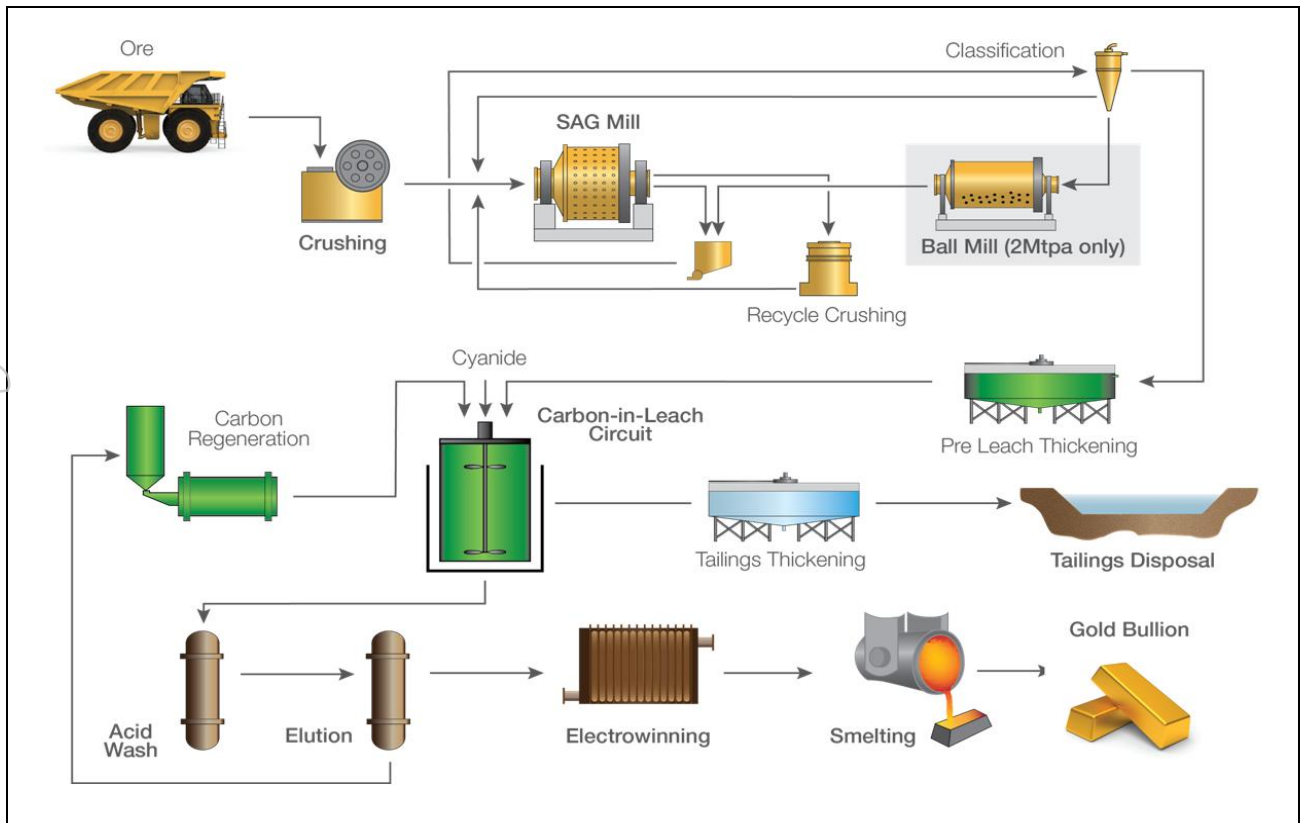 Ore
Classification
SAG Mill
Crushing
Ball Mill (2Mtpa only)
Recycle Crushing
Cyanide
Carbon
Regeneration
Carbon-in-Leach
Circuit
Pre Leach Thickening
Tailings Thickening
Tailings Disposal
Acid
Wash
Elution
Electrowinning
Smelting
Gold Bullion